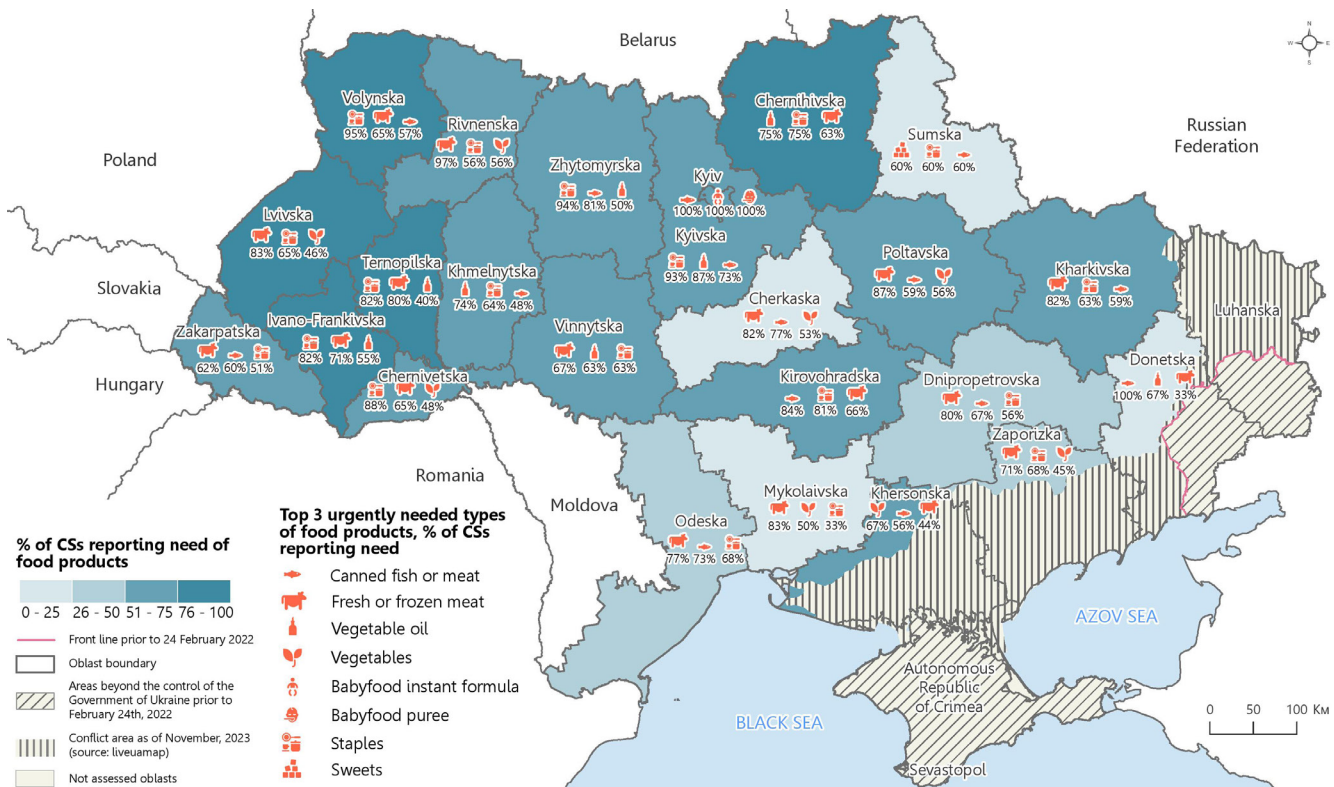 Belarus
N
W
E
S
Volynska
95% 65% 57%
Rivnenska
97% 56% 56%
Chernihivska
75% 75% 63%
Sumska
60% 60% 60%
Russian
Federation
Poland
Zhytomyrska
94% 81% 50%
Kyiv
100% 100% 100%
Lvivska
83% 65% 46%
Ternopilska
82% 80% 40%
Khmelnytska
74% 64% 48%
Kyivska
93% 87% 73%
Poltavska
87% 59% 56%
Kharkivska
82% 63% 59%
Slovakia
Cherkaska
82% 77% 53%
Luhanska
Zakarpatska
62% 60% 51%
Ivano-Frankivska
82% 71% 55%
Vinnytska
67% 63% 63%
Hungary
Chernivetska
88% 65% 48%
Kirovohradska
84% 81% 66%
Dnipropetrovska
80% 67% 56%
Donetska
100% 67% 33%
Zaporizka
71% 68% 45%
Romania
Moldova
Mykolaivska
83% 50% 33%
Khersonska
67% 56% 44%
Odeska
77% 73% 68%
AZOV SEA
Autonomous
Republic
of Crimea
BLACK SEA
Sevastopol
0 50 100 Км
% of CSs reporting need of
food products
0 - 25 26 - 50 51 - 75 76 - 100
Front line prior to 24 February 2022
Oblast boundary
Areas beyond the control of the
Government of Ukraine prior to
February 24th, 2022
Conflict area as of November, 2023
(source: liveuamap)
Not assessed oblasts
Top 3 urgently needed types
of food products, % of CSs
reporting need
Canned fish or meat
Fresh or frozen meat
Vegetable oil
Vegetables
Babyfood instant formula
Babyfood puree
Staples
Sweets